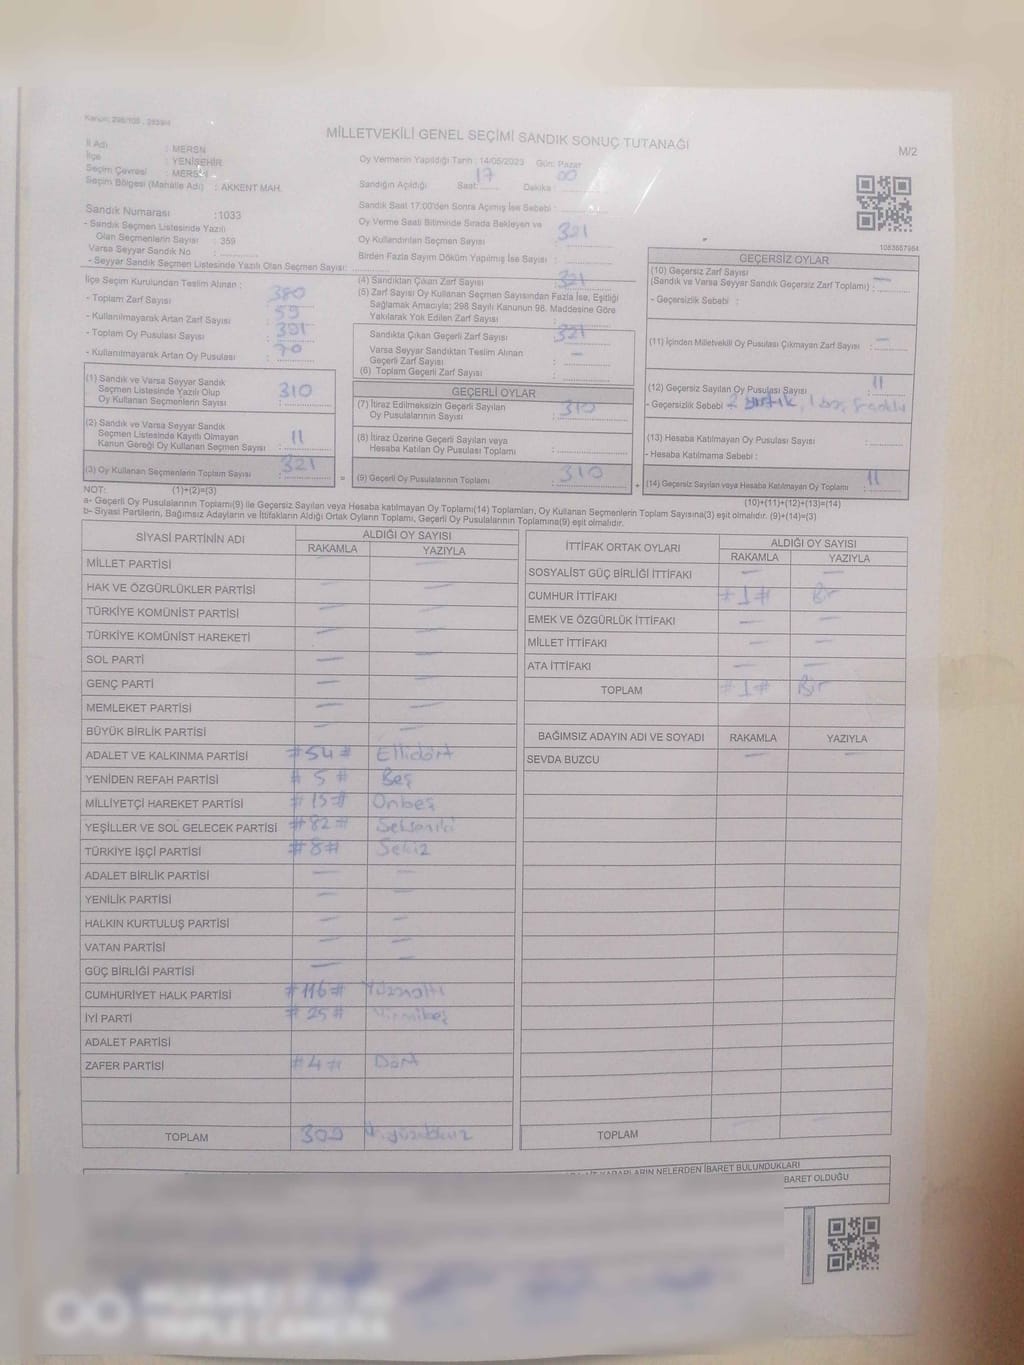 Kanun: 298/105 , 2839/4
MİLLETVEKİLİ GENEL SEÇİMİ SANDIK SONUÇ TUTANAĞI
M/2
İl Adı : MERSN
İlçe : YENİŞEHİR
Seçim Çevresi : MERSİ
Seçim Bölgesi (Mahalle Adı) : AKKENT MAH.
Oy Vermenin Yapıldığı Tarih : 14/05/2023 Gün: Pazar
Sandığın Açıldığı Saat: 17 Dakika : 00
Sandık Saat 17:00'den Sonra Açımış İse Sebebi :
Oy Verme Saati Bitiminde Sırada Bekleyen ve
Oy Kullandırılan Seçmen Sayısı : 321
Birden Fazla Sayım Döküm Yapılmış İse Sayısı :
1083657984
Sandık Numarası :1033
- Sandık Seçmen Listesinde Yazılı
Olan Seçmenlerin Sayısı : 359
Varsa Seyyar Sandık No :
- Seyyar Sandık Seçmen Listesinde Yazılı Olan Seçmen Sayısı:
İlçe Seçim Kurulundan Teslim Alınan :
- Toplam Zarf Sayısı : 380
- Kullanılmayarak Artan Zarf Sayısı : 59
- Toplam Oy Pusulası Sayısı : 391
- Kullanılmayarak Artan Oy Pusulası : 70
(1) Sandık ve Varsa Seyyar Sandık
Seçmen Listesinde Yazılı Olup
Oy Kullanan Seçmenlerin Sayısı : 310
(2) Sandık ve Varsa Seyyar Sandık
Seçmen Listesinde Kayıtlı Olmayan
Kanun Gereği Oy Kullanan Seçmen Sayısı : 11
(3) Oy Kullanan Seçmenlerin Toplam Sayısı : 321
(4) Sandıktan Çıkan Zarf Sayısı : 321
(5) Zarf Sayısı Oy Kullanan Seçmen Sayısından Fazla İse, Eşitliği
Sağlamak Amacıyla; 298 Sayılı Kanunun 98. Maddesine Göre
Yakılarak Yok Edilen Zarf Sayısı :
Sandıkta Çıkan Geçerli Zarf Sayısı : 321
Varsa Seyyar Sandıktan Teslim Alınan
Geçerli Zarf Sayısı : —
(6) Toplam Geçerli Zarf Sayısı :
GEÇERLİ OYLAR
(7) İtiraz Edilmeksizin Geçerli Sayılan
Oy Pusulalarının Sayısı : 310
(8) İtiraz Üzerine Geçerli Sayılan veya
Hesaba Katılan Oy Pusulası Toplamı :
= (9) Geçerli Oy Pusulalarının Toplamı : 310
GEÇERSİZ OYLAR
(10) Geçersiz Zarf Sayısı
(Sandık ve Varsa Seyyar Sandık Geçersiz Zarf Toplamı) : —
- Geçersizlik Sebebi :
(11) İçinden Milletvekili Oy Pusulası Çıkmayan Zarf Sayısı : —
(12) Geçersiz Sayılan Oy Pusulası Sayısı : 11
- Geçersizlik Sebebi : 2 yırtık, 1 boş, 8
(13) Hesaba Katılmayan Oy Pusulası Sayısı :
- Hesaba Katılmama Sebebi :
+ (14) Geçersiz Sayılan veya Hesaba Katılmayan Oy Toplamı : 11
NOT: (1)+(2)=(3) (10)+(11)+(12)+(13)=(14)
a- Geçerli Oy Pusulaları Toplamı(9) ile Geçersiz Sayılan veya Hesaba katılmayan Oy Toplamı(14) Toplamları, Oy Kullanan Seçmenlerin Toplam Sayısına(3) eşit olmalıdır. (9)+(14)=(3)
b- Siyasi Partilerin, Bağımsız Adayların ve İttifakların Aldığı Ortak Oyların Toplamı, Geçerli Oy Pusulalarının Toplamına(9) eşit olmalıdır.
SİYASİ PARTİNİN ADI ALDIĞI OY SAYISI
RAKAMLA YAZIYLA
MİLLET PARTİSİ —
HAK VE ÖZGÜRLÜKLER PARTİSİ — —
TÜRKİYE KOMÜNİST PARTİSİ — —
TÜRKİYE KOMÜNİST HAREKETİ — —
SOL PARTİ — —
GENÇ PARTİ — —
MEMLEKET PARTİSİ — —
BÜYÜK BİRLİK PARTİSİ — —
ADALET VE KALKINMA PARTİSİ #54# Ellidört
YENİDEN REFAH PARTİSİ # 5 # Beş
MİLLİYETÇİ HAREKET PARTİSİ #15# Onbeş
YEŞİLLER VE SOL GELECEK PARTİSİ #82# Sekseniki
TÜRKİYE İŞÇİ PARTİSİ #8# Sekiz
ADALET BİRLİK PARTİSİ — —
YENİLİK PARTİSİ — —
HALKIN KURTULUŞ PARTİSİ — —
VATAN PARTİSİ — —
GÜÇ BİRLİĞİ PARTİSİ — —
CUMHURİYET HALK PARTİSİ #116# Yüzonaltı
İYİ PARTİ # 25 # Yirmibeş
ADALET PARTİSİ
ZAFER PARTİSİ #4# Dört
TOPLAM 309
İTTİFAK ORTAK OYLARI ALDIĞI OY SAYISI
RAKAMLA YAZIYLA
SOSYALİST GÜÇ BİRLİĞİ İTTİFAKI — —
CUMHUR İTTİFAKI #1# Bir
EMEK VE ÖZGÜRLÜK İTTİFAKI — —
MİLLET İTTİFAKI — —
ATA İTTİFAKI — —
TOPLAM #1# Bir
BAĞIMSIZ ADAYIN ADI VE SOYADI RAKAMLA YAZIYLA
SEVDA BUZCU — —
TOPLAM
KARARLARIN NELERDEN İBARET BULUNDUKLARI
BARET OLDUĞU
TRIPLE CAMERA